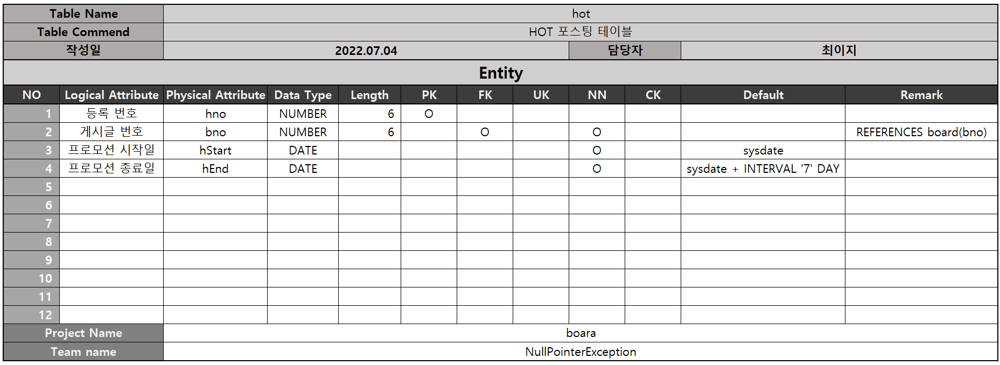 Table Name hot
Table Commend HOT 포스팅 테이블
작성일 2022.07.04 담당자 최이지
Entity
NO Logical Attribute Physical Attribute Data Type Length PK FK UK NN CK Default Remark
1 등록 번호 hno NUMBER 6 O
2 게시글 번호 bno NUMBER 6 O O REFERENCES board(bno)
3 프로모션 시작일 hStart DATE O sysdate
4 프로모션 종료일 hEnd DATE O sysdate + INTERVAL '7' DAY
5
6
7
8
9
10
11
12
Project Name boara
Team name NullPointerException